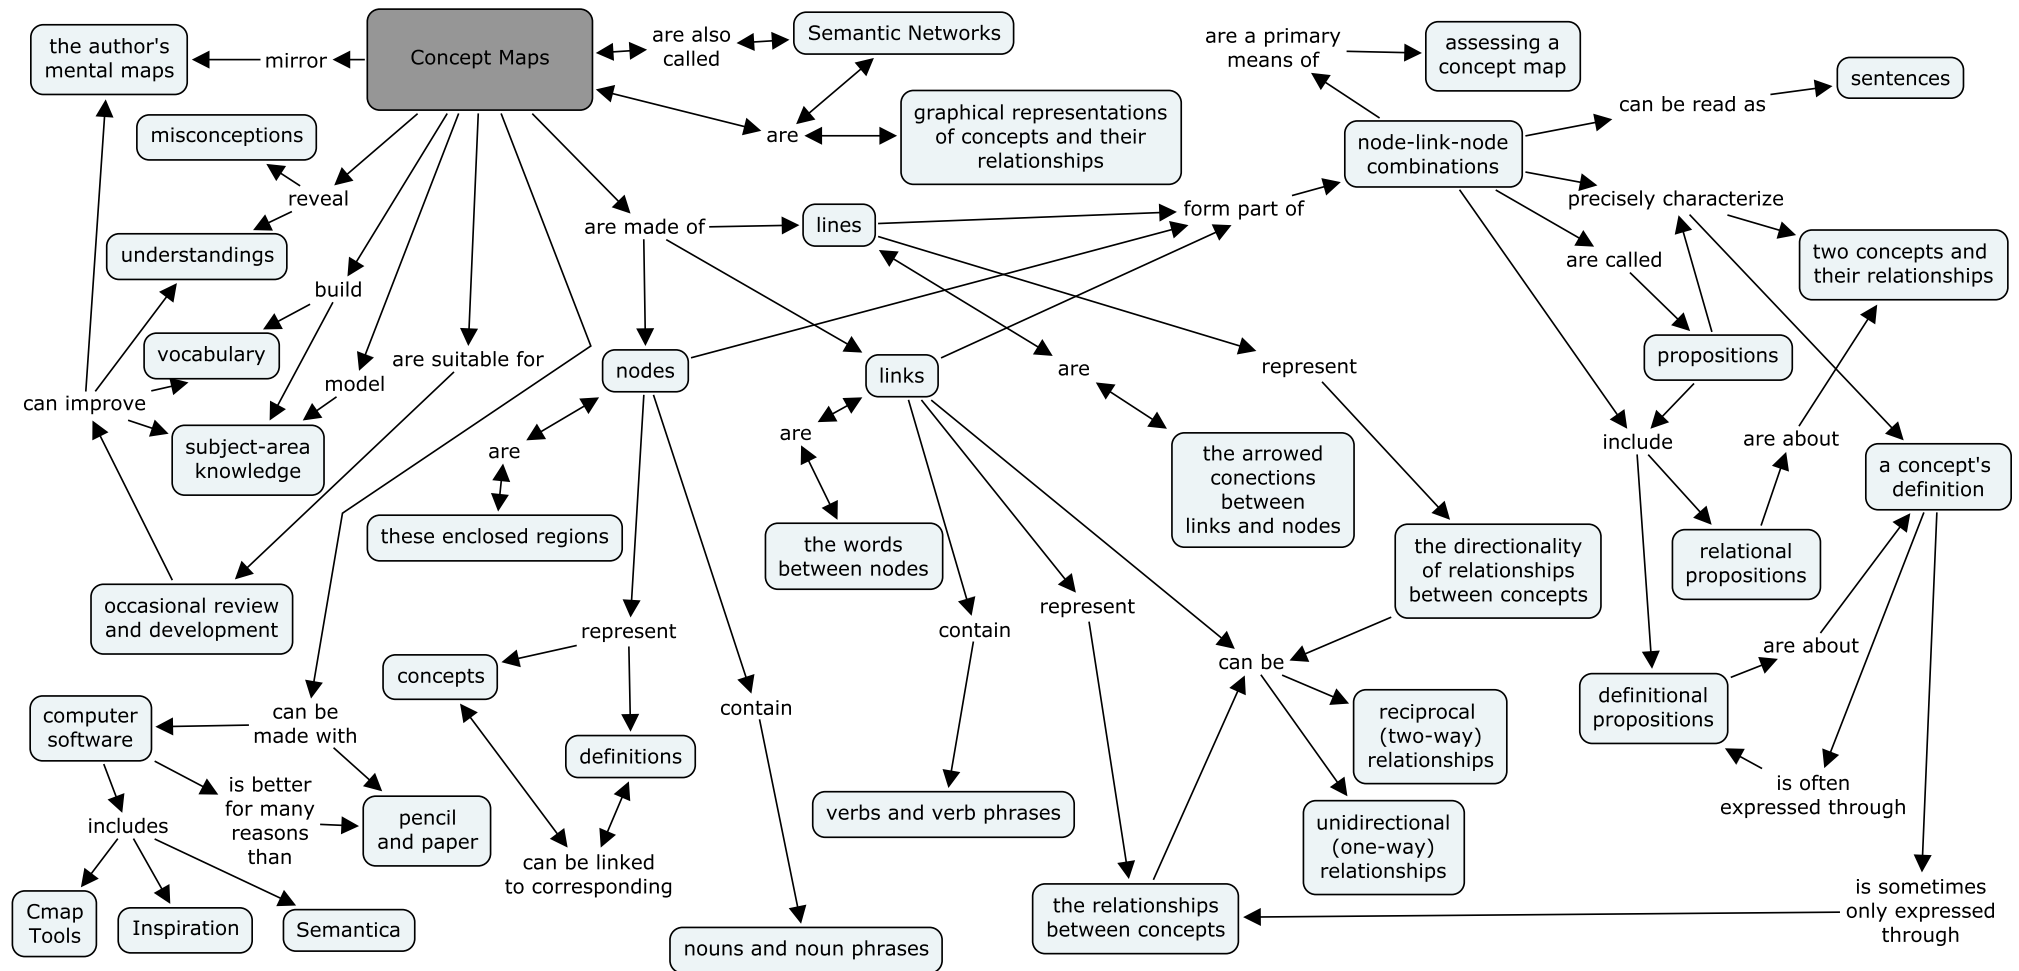 the author's
mental maps
mirror
Concept Maps
are also
called
Semantic Networks
are
graphical representations
of concepts and their
relationships
are a primary
means of
assessing a
concept map
can be read as
sentences
node-link-node
combinations
precisely characterize
two concepts and
their relationships
misconceptions
reveal
understandings
build
vocabulary
model
are suitable for
can improve
subject-area
knowledge
are made of
lines
form part of
are called
propositions
nodes
links
are
represent
include
are about
a concept's
definition
are
are
the arrowed
conections
between
links and nodes
these enclosed regions
the words
between nodes
the directionality
of relationships
between concepts
relational
propositions
occasional review
and development
represent
contain
represent
can be
are about
concepts
contain
definitional
propositions
computer
software
can be
made with
definitions
reciprocal
(two-way)
relationships
is better
for many
reasons
than
pencil
and paper
verbs and verb phrases
unidirectional
(one-way)
relationships
is often
expressed through
includes
can be linked
to corresponding
Cmap
Tools
Inspiration
Semantica
nouns and noun phrases
the relationships
between concepts
is sometimes
only expressed
through